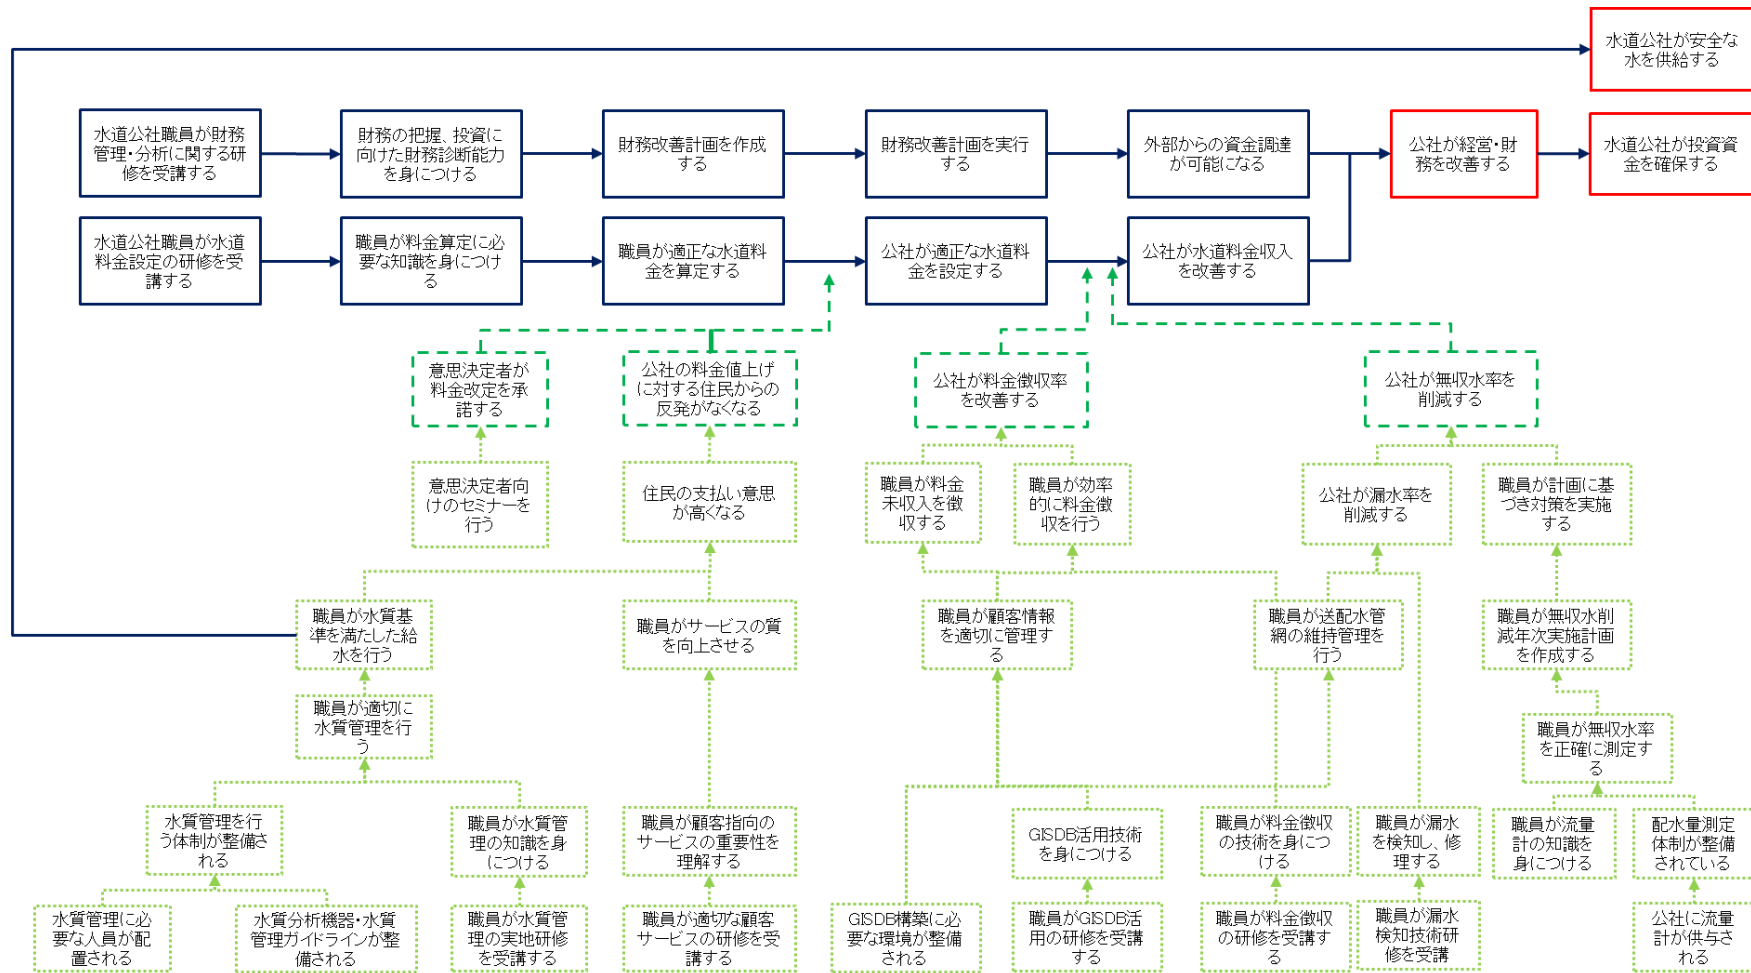 水道公社が安全な
水を供給する
水道公社職員が財務
管理・分析に関する研
修を受講する
財務の把握、投資に
向けた財務診断能力
を身につける
財務改善計画を作成
する
財務改善計画を実行
する
外部からの資金調達
が可能になる
公社が経営・財
務を改善する
水道公社が投資資
金を確保する
水道公社職員が水道
料金設定の研修を受
講する
職員が料金算定に必
要な知識を身につけ
る
職員が適正な水道料
金を算定する
公社が適正な水道料
金を設定する
公社が水道料金収入
を改善する
意思決定者が
料金改定を承
諾する
公社の料金値上げ
に対する住民からの
反発がなくなる
公社が料金徴収率
を改善する
公社が無収水率を
削減する
意思決定者向
けのセミナーを
行う
住民の支払い意思
が高くなる
職員が料金
未収入を徴
収する
職員が効率
的に料金徴
収を行う
公社が漏水率を
削減する
職員が計画に基
づき対策を実施
する
職員が水質基
準を満たした給
水を行う
職員がサービスの質
を向上させる
職員が顧客情報
を適切に管理す
る
職員が送配水管
網の維持管理を
行う
職員が無収水削
減年次実施計画
を作成する
職員が適切に
水質管理を行
う
職員が無収水率
を正確に測定す
る
水質管理を行
う体制が整備さ
れる
職員が水質管
理の知識を身
につける
職員が顧客指向の
サービスの重要性を
理解する
GISDB活用技術
を身につける
職員が料金徴収
の技術を身につ
ける
職員が漏水
を検知し、修
理する
職員が流量
計の知識を
身につける
配水量測定
体制が整備
されている
水質管理に必
要な人員が配
置される
水質分析機器・水質
管理ガイドラインが整
備される
職員が水質管
理の実地研修
を受講する
職員が適切な顧客
サービスの研修を受
講する
GISDB構築に必
要な環境が整備
される
職員がGISDB活
用の研修を受講
する
職員が料金徴収
の研修を受講す
る
職員が漏水
検知技術研
修を受講
公社に流量
計が供与さ
れる